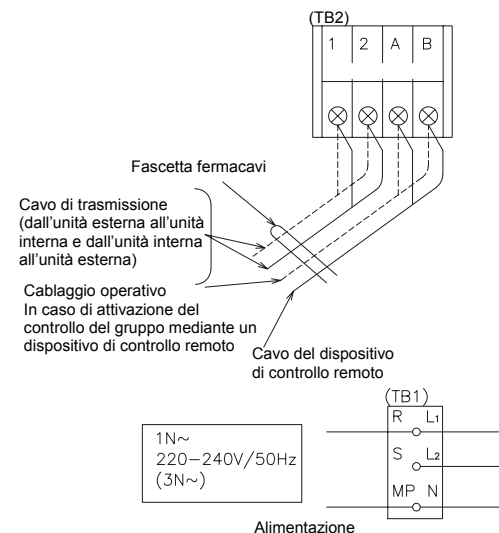 (TB2)
1 2 A B
Fascetta fermacavi
Cavo di trasmissione
(dall'unità esterna all'unità
interna e dall'unità interna
all'unità esterna)
Cablaggio operativo
In caso di attivazione del
controllo del gruppo mediante un
dispositivo di controllo remoto
Cavo del dispositivo
di controllo remoto
(TB1)
R L1
S L2
MP N
1N~
220-240V/50Hz
(3N~)
Alimentazione